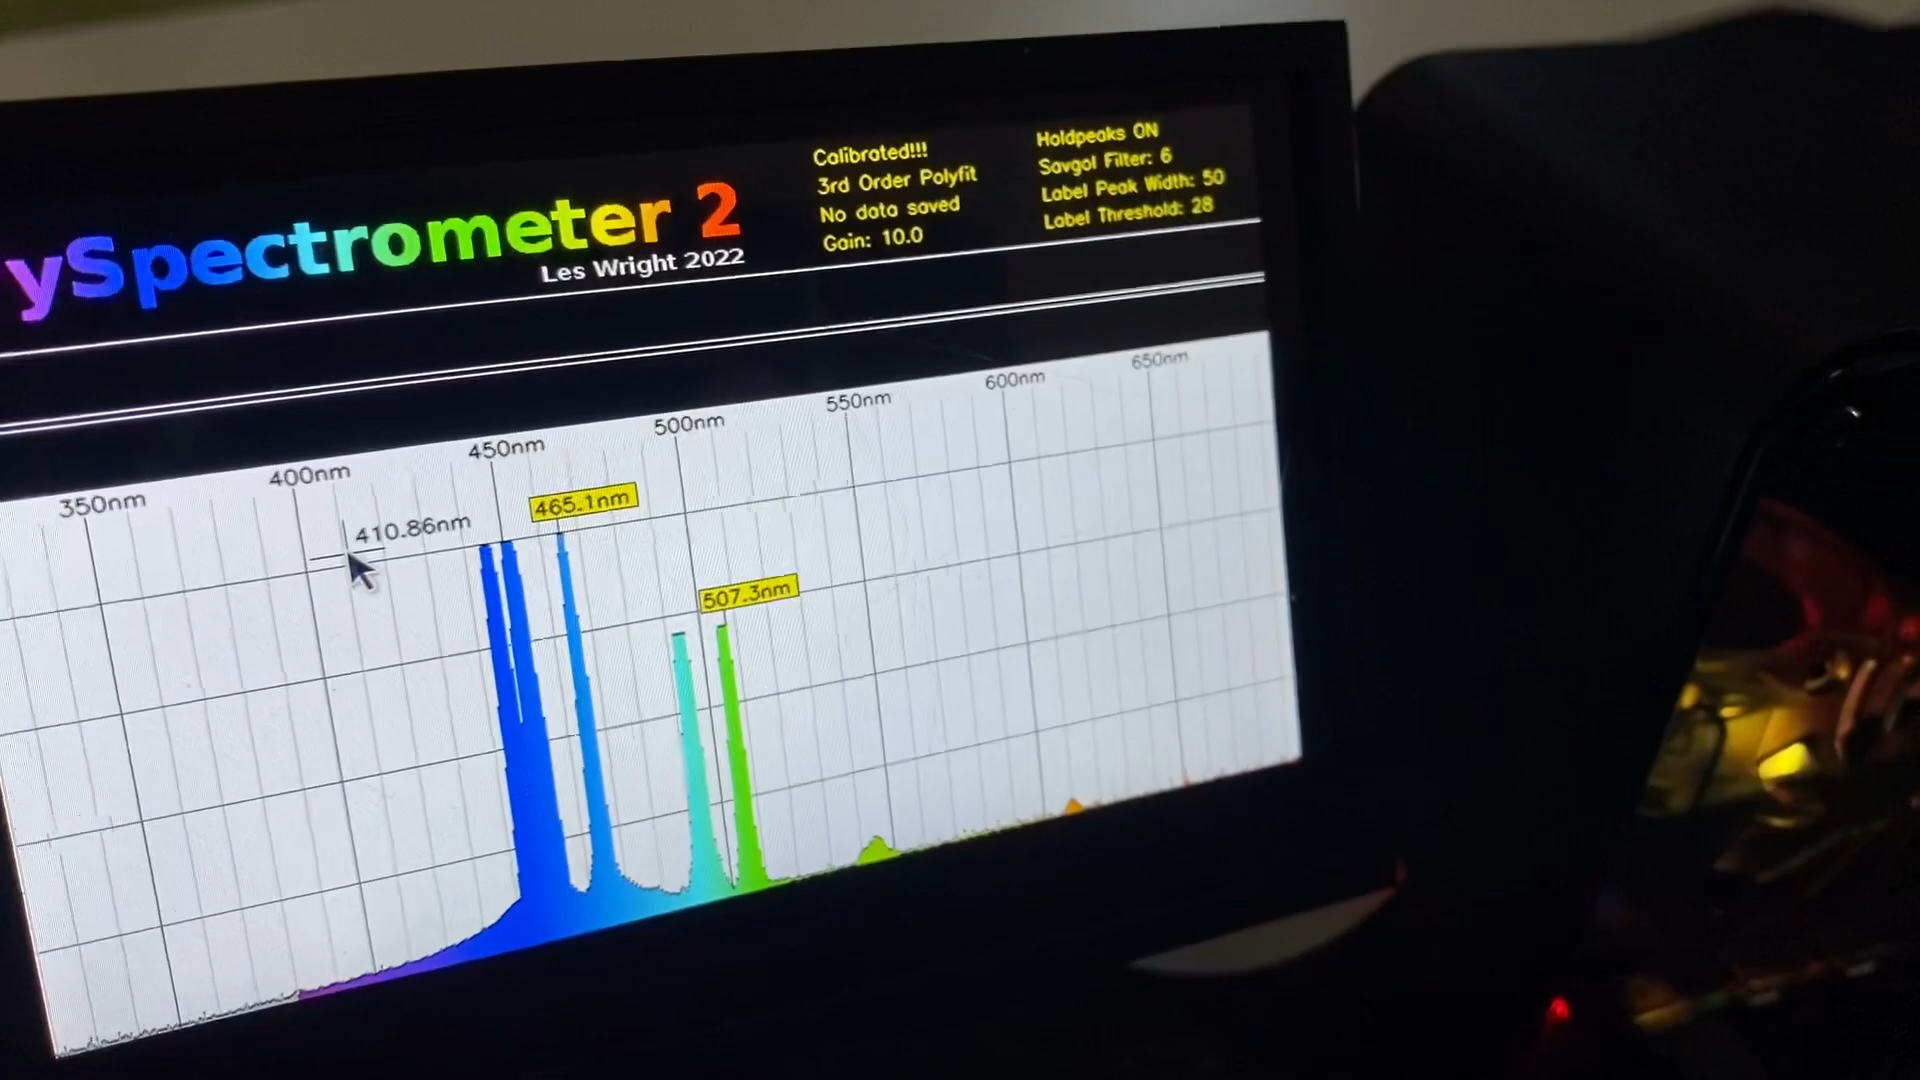 ySpectrometer 2
Les Wright 2022
Calibrated!!!
3rd Order Polyfit
No data saved
Gain: 10.0
Holdpeaks ON
Savgol Filter: 6
Label Peak Width: 50
Label Threshold: 28
350nm
400nm
450nm
500nm
550nm
600nm
650nm
410.86nm
465.1nm
507.3nm